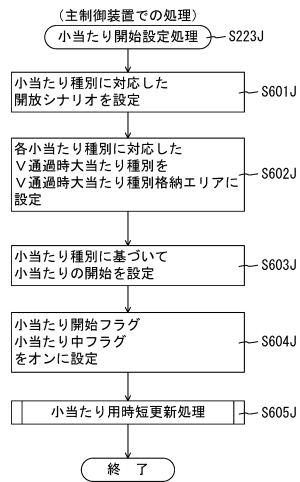 （主制御装置での処理）
小当たり開始設定処理
S223J
小当たり種別に対応した
開放シナリオを設定
S601J
各小当たり種別に対応した
Ｖ通過時大当たり種別を
Ｖ通過時大当たり種別格納エリアに
設定
S602J
小当たり種別に基づいて
小当たりの開始を設定
S603J
小当たり開始フラグ
小当たり中フラグ
をオンに設定
S604J
小当たり用時短更新処理
S605J
終 了